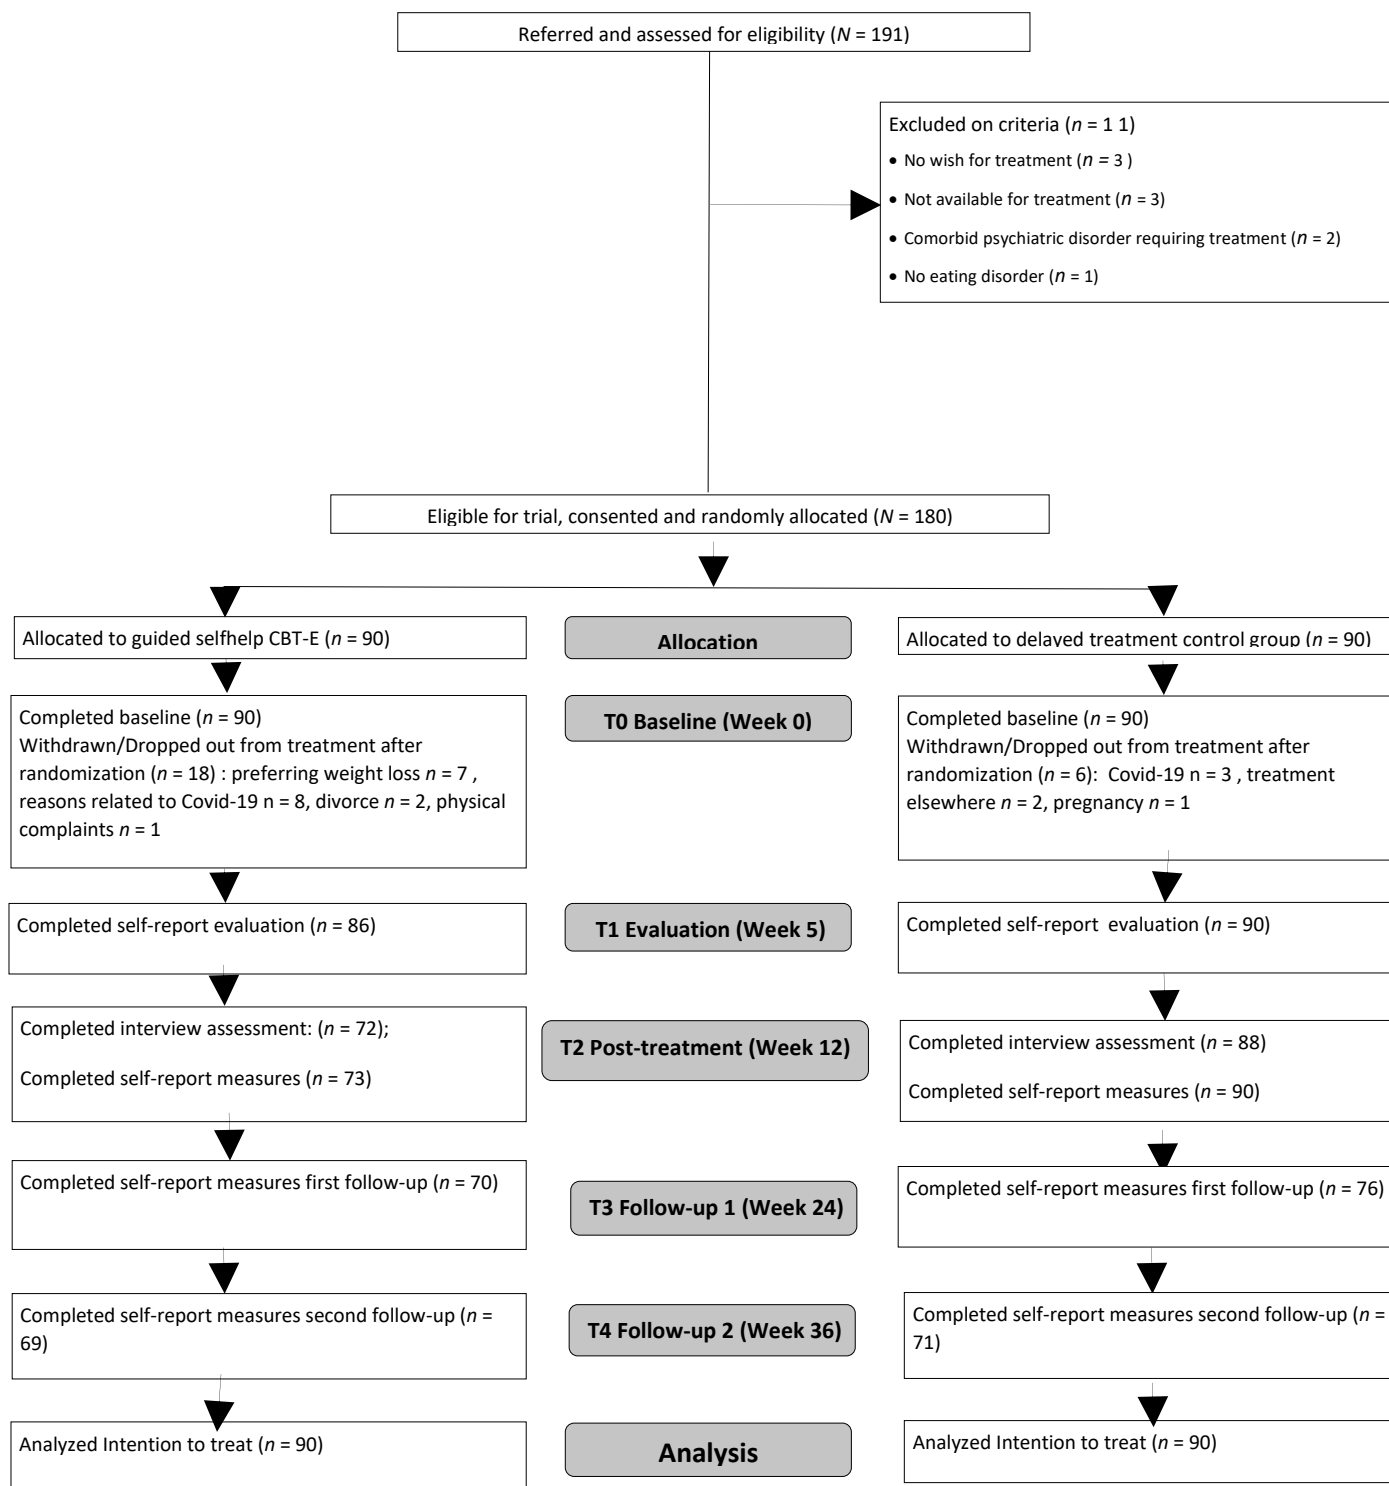 Referred and assessed for eligibility (N = 191)
Excluded on criteria (n = 1 1)
• No wish for treatment (n = 3 )
• Not available for treatment (n = 3)
• Comorbid psychiatric disorder requiring treatment (n = 2)
• No eating disorder (n = 1)
Eligible for trial, consented and randomly allocated (N = 180)
Allocated to guided selfhelp CBT-E (n = 90)
Allocation
Allocated to delayed treatment control group (n = 90)
Completed baseline (n = 90)
Withdrawn/Dropped out from treatment after
randomization (n = 18) : preferring weight loss n = 7 ,
reasons related to Covid-19 n = 8, divorce n = 2, physical
complaints n = 1
T0 Baseline (Week 0)
Completed baseline (n = 90)
Withdrawn/Dropped out from treatment after
randomization (n = 6): Covid-19 n = 3 , treatment
elsewhere n = 2, pregnancy n = 1
Completed self-report evaluation (n = 86)
T1 Evaluation (Week 5)
Completed self-report evaluation (n = 90)
Completed interview assessment: (n = 72);
Completed self-report measures (n = 73)
T2 Post-treatment (Week 12)
Completed interview assessment (n = 88)
Completed self-report measures (n = 90)
Completed self-report measures first follow-up (n = 70)
T3 Follow-up 1 (Week 24)
Completed self-report measures first follow-up (n = 76)
Completed self-report measures second follow-up (n =
69)
T4 Follow-up 2 (Week 36)
Completed self-report measures second follow-up (n =
71)
Analyzed Intention to treat (n = 90)
Analysis
Analyzed Intention to treat (n = 90)